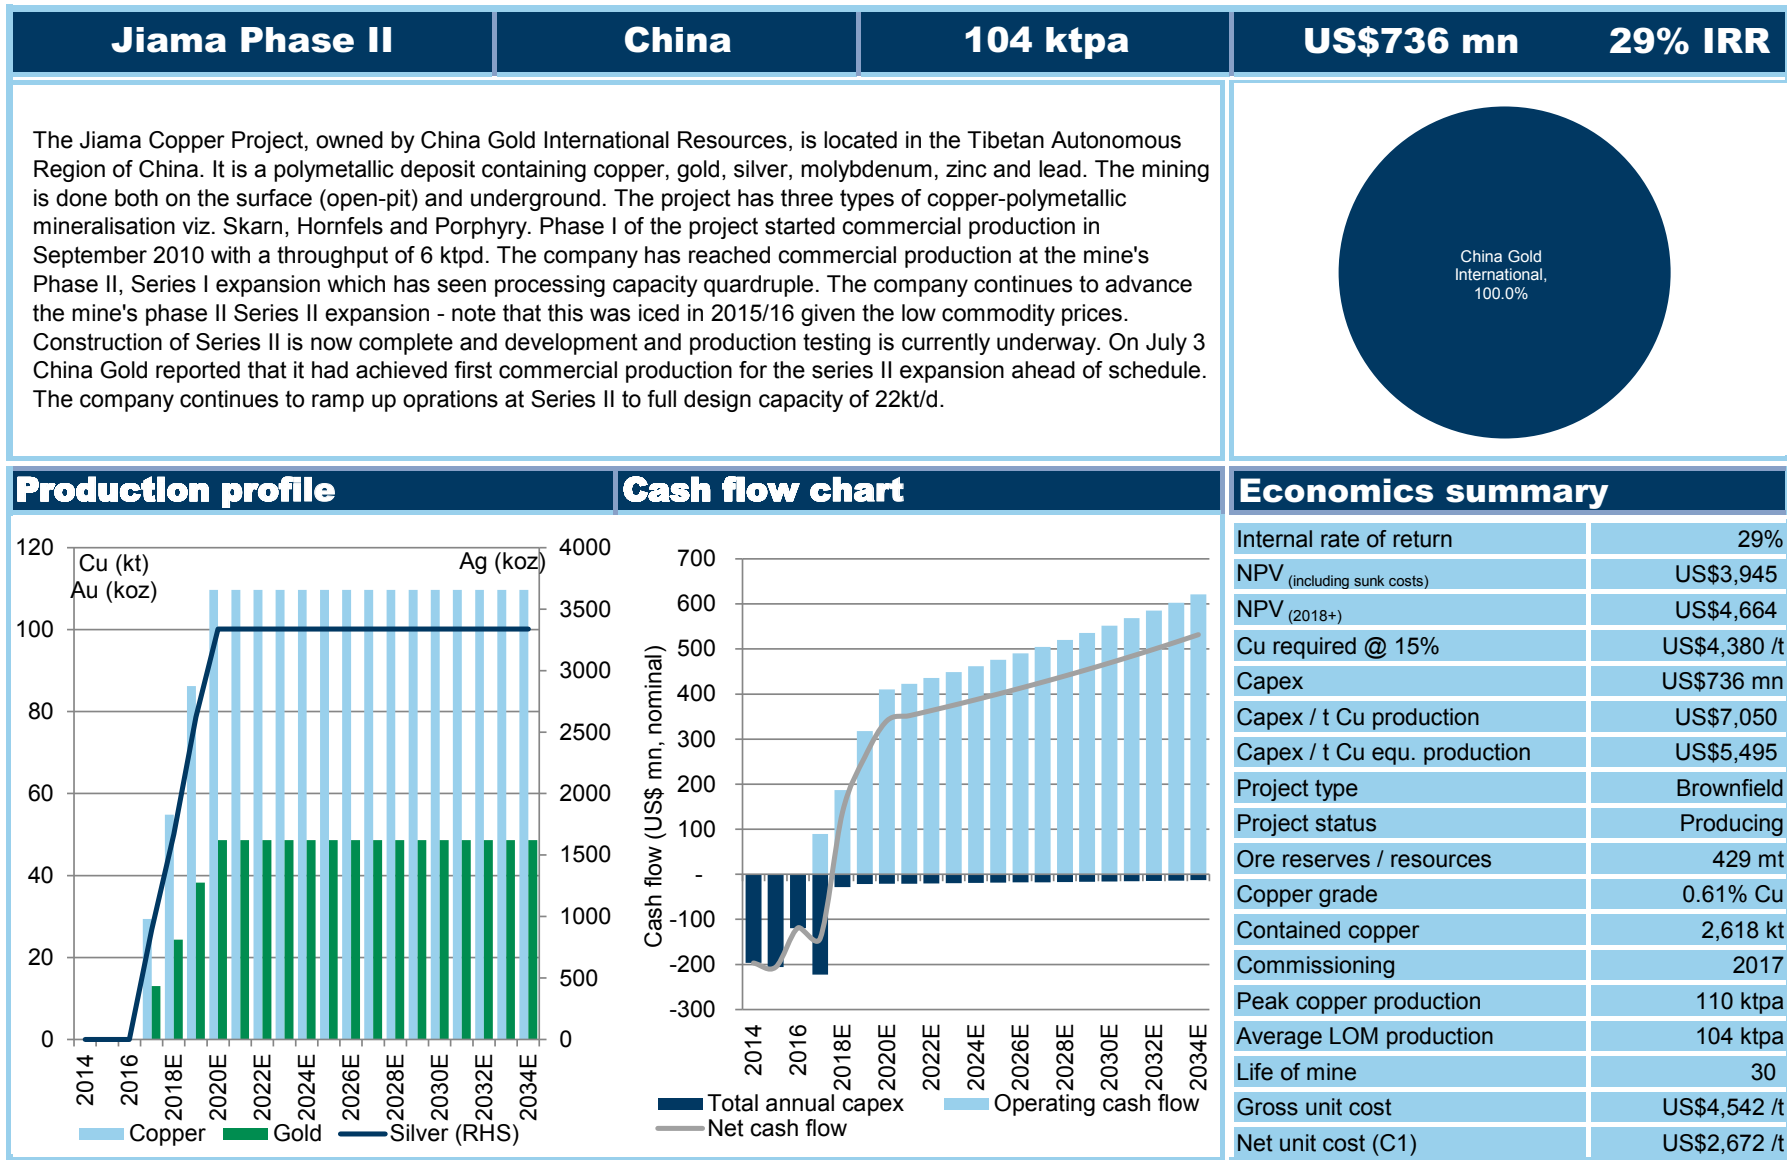 Jiama Phase II China 104 ktpa US$736 mn 29% IRR
The Jiama Copper Project, owned by China Gold International Resources, is located in the Tibetan Autonomous
Region of China. It is a polymetallic deposit containing copper, gold, silver, molybdenum, zinc and lead. The mining
is done both on the surface (open-pit) and underground. The project has three types of copper-polymetallic
mineralisation viz. Skarn, Hornfels and Porphyry. Phase I of the project started commercial production in
September 2010 with a throughput of 6 ktpd. The company has reached commercial production at the mine's
Phase II, Series I expansion which has seen processing capacity quardruple. The company continues to advance
the mine's phase II Series II expansion - note that this was iced in 2015/16 given the low commodity prices.
Construction of Series II is now complete and development and production testing is currently underway. On July 3
China Gold reported that it had achieved first commercial production for the series II expansion ahead of schedule.
The company continues to ramp up oprations at Series II to full design capacity of 22kt/d.
China Gold
International,
100.0%
Production profile
Cu (kt)
Au (koz)
Ag (koz)
120
100
80
60
40
20
0
4000
3500
3000
2500
2000
1500
1000
500
0
2014 2016 2018E 2020E 2022E 2024E 2026E 2028E 2030E 2032E 2034E
Copper Gold Silver (RHS)
Cash flow chart
Cash flow (US$ mn, nominal)
700
600
500
400
300
200
100
-
-100
-200
-300
2014 2016 2018E 2020E 2022E 2024E 2026E 2028E 2030E 2032E 2034E
Total annual capex Operating cash flow
Net cash flow
Economics summary
Internal rate of return 29%
NPV (including sunk costs) US$3,945
NPV (2018+) US$4,664
Cu required @ 15% US$4,380 /t
Capex US$736 mn
Capex / t Cu production US$7,050
Capex / t Cu equ. production US$5,495
Project type Brownfield
Project status Producing
Ore reserves / resources 429 mt
Copper grade 0.61% Cu
Contained copper 2,618 kt
Commissioning 2017
Peak copper production 110 ktpa
Average LOM production 104 ktpa
Life of mine 30
Gross unit cost US$4,542 /t
Net unit cost (C1) US$2,672 /t